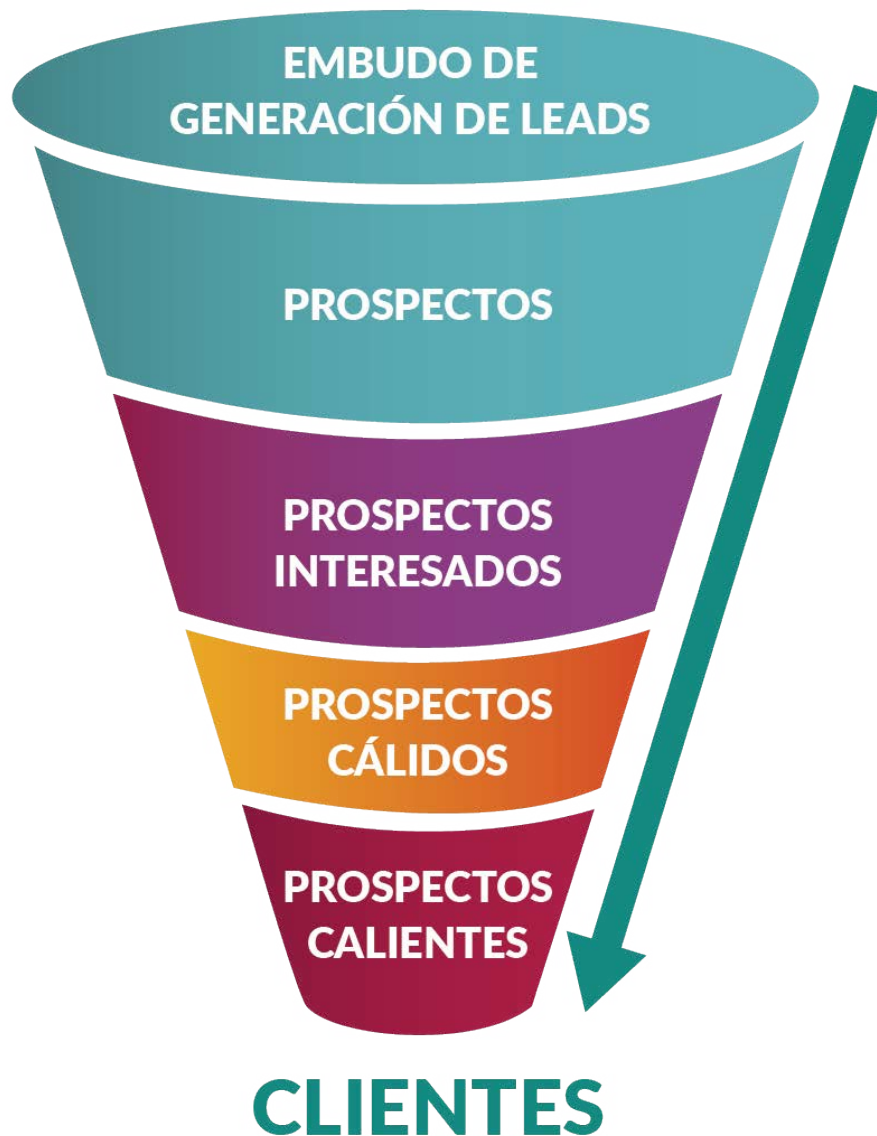 EMBUDO DE
GENERACIÓN DE LEADS
PROSPECTOS
PROSPECTOS
INTERESADOS
PROSPECTOS
CÁLIDOS
PROSPECTOS
CALIENTES
CLIENTES